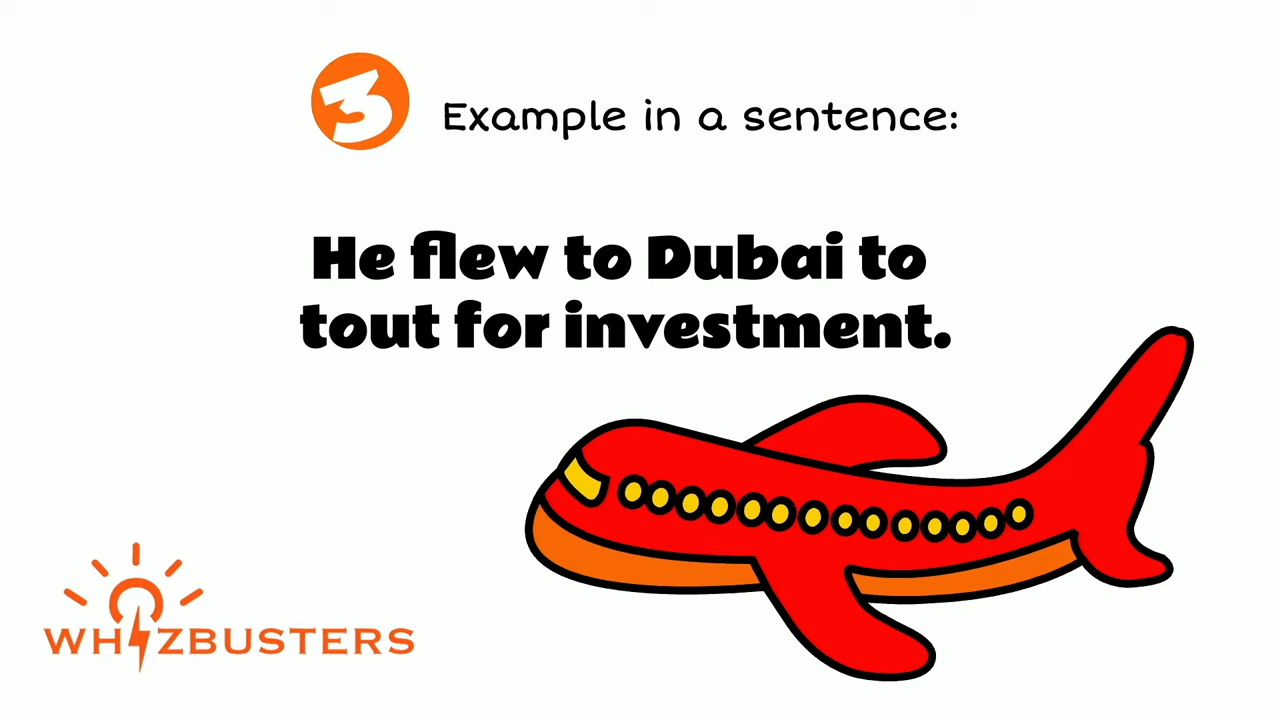 3 Example in a sentence:
He flew to Dubai to
tout for investment.
WHIZBUSTERS